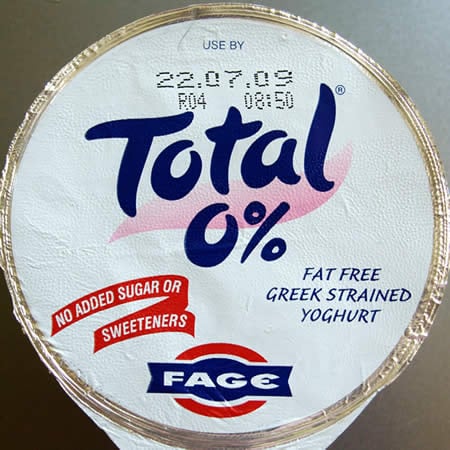 USE BY
22.07.09
R04 08:50
Total®
0%
FAT FREE
GREEK STRAINED
YOGHURT
NO ADDED SUGAR OR
SWEETENERS
FAGE